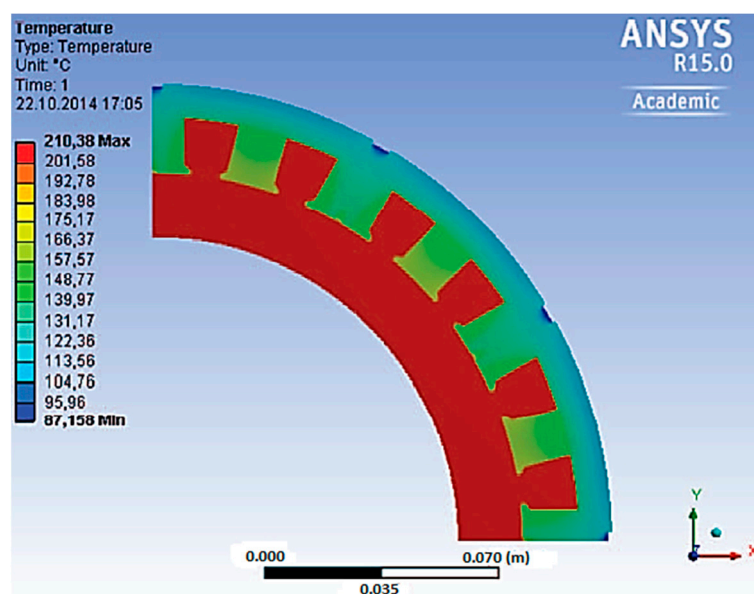 Temperature
Type: Temperature
Unit: °C
Time: 1
22.10.2014 17:05
210,38 Max
201,58
192,78
183,98
175,17
166,37
157,57
148,77
139,97
131,17
122,36
113,56
104,76
95,96
87,158 Min
ANSYS
R15.0
Academic
0.000
0.070 (m)
0.035
Y
X